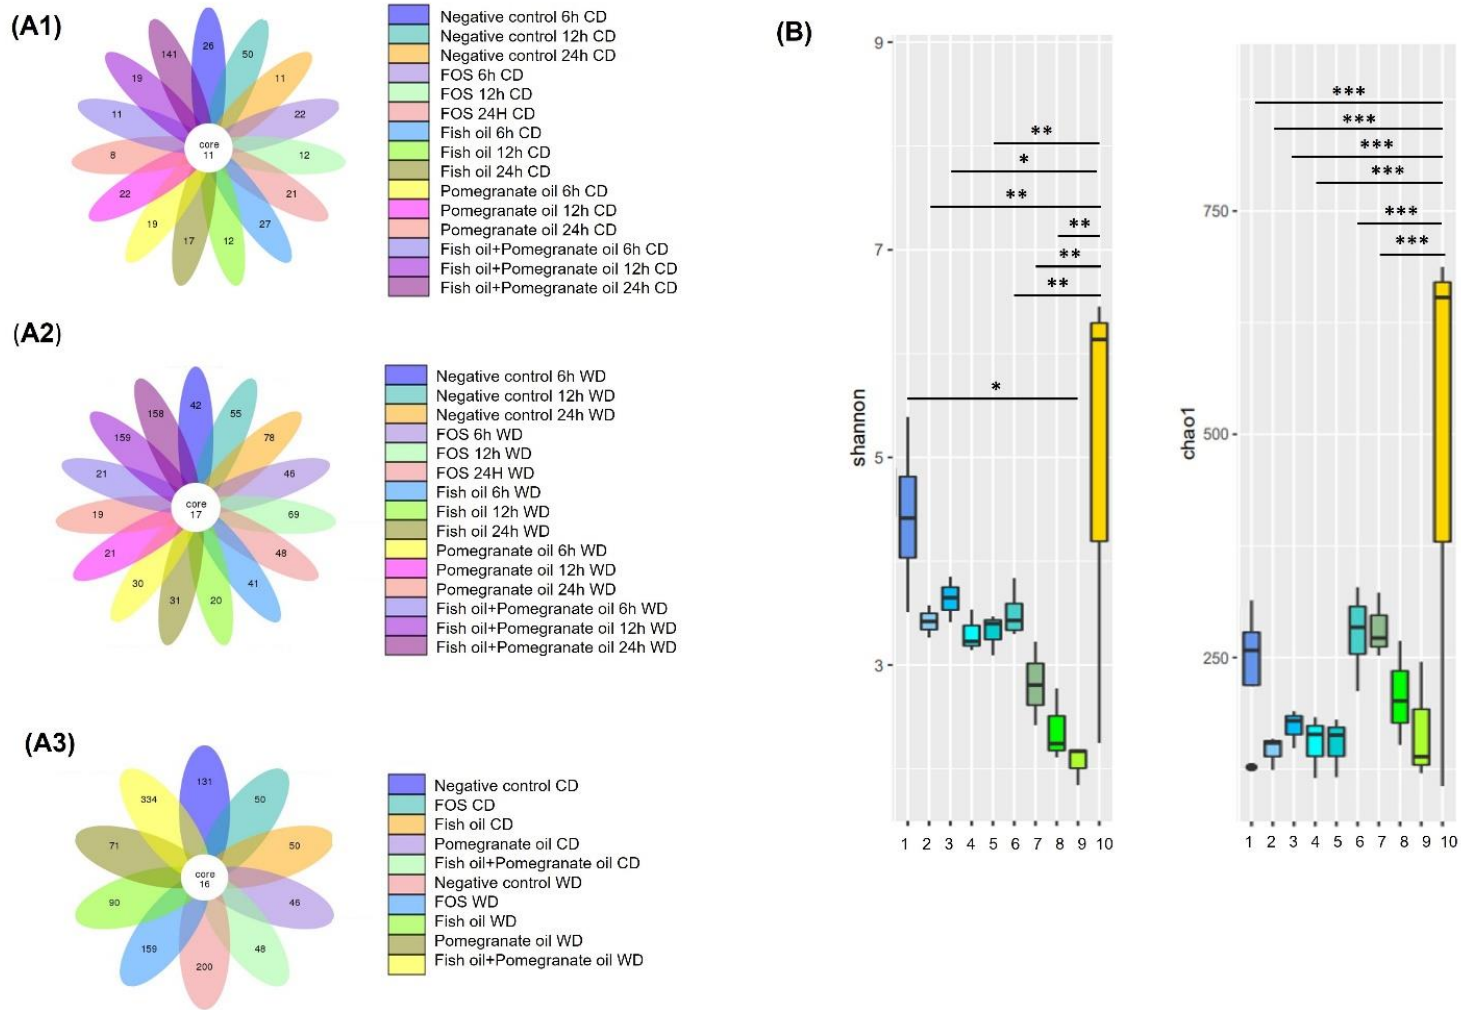 (A1)
26
50
11
22
12
21
27
12
17
19
22
8
11
19
141
core
11
Negative control 6h CD
Negative control 12h CD
Negative control 24h CD
FOS 6h CD
FOS 12h CD
FOS 24H CD
Fish oil 6h CD
Fish oil 12h CD
Fish oil 24h CD
Pomegranate oil 6h CD
Pomegranate oil 12h CD
Pomegranate oil 24h CD
Fish oil+Pomegranate oil 6h CD
Fish oil+Pomegranate oil 12h CD
Fish oil+Pomegranate oil 24h CD
(A2)
42
55
78
46
69
48
41
20
31
30
21
19
21
159
158
core
17
Negative control 6h WD
Negative control 12h WD
Negative control 24h WD
FOS 6h WD
FOS 12h WD
FOS 24H WD
Fish oil 6h WD
Fish oil 12h WD
Fish oil 24h WD
Pomegranate oil 6h WD
Pomegranate oil 12h WD
Pomegranate oil 24h WD
Fish oil+Pomegranate oil 6h WD
Fish oil+Pomegranate oil 12h WD
Fish oil+Pomegranate oil 24h WD
(A3)
131
50
50
46
48
200
159
90
71
334
core
16
Negative control CD
FOS CD
Fish oil CD
Pomegranate oil CD
Fish oil+Pomegranate oil CD
Negative control WD
FOS WD
Fish oil WD
Pomegranate oil WD
Fish oil+Pomegranate oil WD
(B)
shannon
9
7
5
3
**
*
**
**
**
**
*
1 2 3 4 5 6 7 8 9 10
chao1
750
500
250
***
***
***
***
***
***
1 2 3 4 5 6 7 8 9 10